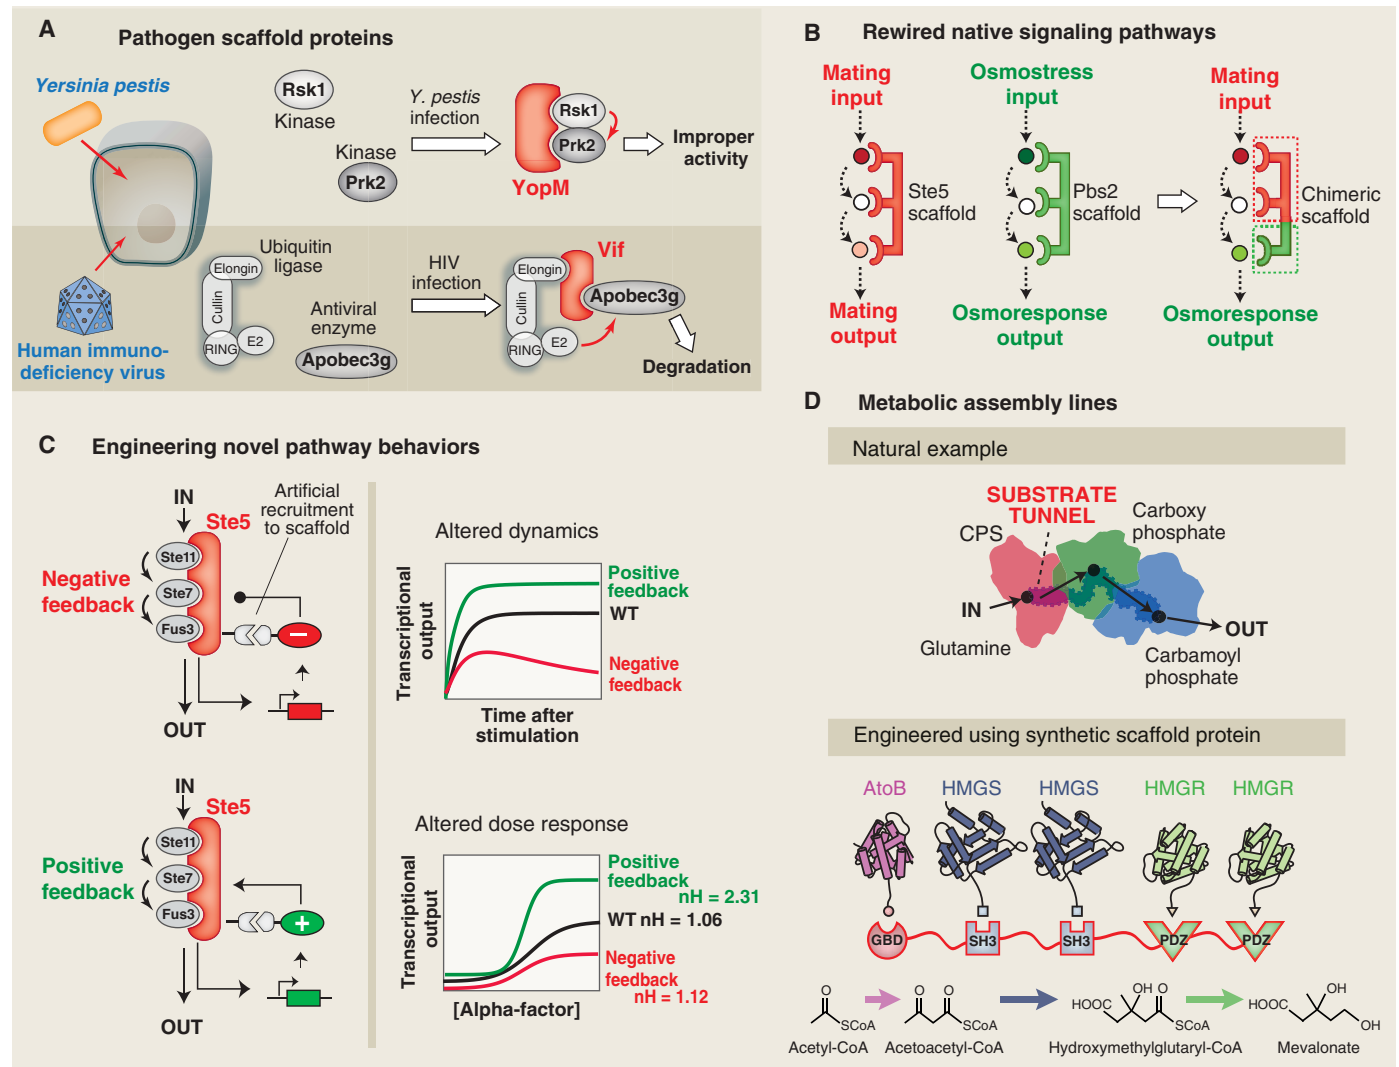 A
Pathogen scaffold proteins
Yersinia pestis
Rsk1
Kinase
Kinase
Prk2
Y. pestis
infection
Rsk1
Prk2
YopM
Improper
activity
Human immuno-
deficiency virus
Ubiquitin
ligase
Elongin
Cullin
RING
E2
Antiviral
enzyme
Apobec3g
HIV
infection
Elongin
Cullin
RING
E2
Vif
Apobec3g
Degradation
B
Rewired native signaling pathways
Mating
input
Ste5
scaffold
Mating
output
Osmostress
input
Pbs2
scaffold
Osmoresponse
output
Mating
input
Chimeric
scaffold
Osmoresponse
output
C
Engineering novel pathway behaviors
IN
Ste5
Artificial
recruitment
to scaffold
Negative
feedback
Ste11
Ste7
Fus3
−
OUT
IN
Ste5
Positive
feedback
Ste11
Ste7
Fus3
+
OUT
Altered dynamics
Transcriptional
output
Positive
feedback
WT
Negative
feedback
Time after
stimulation
Altered dose response
Transcriptional
output
Positive
feedback
nH = 2.31
WT nH = 1.06
Negative
feedback
nH = 1.12
[Alpha-factor]
D
Metabolic assembly lines
Natural example
SUBSTRATE
TUNNEL
CPS
Carboxy
phosphate
IN
Glutamine
OUT
Carbamoyl
phosphate
Engineered using synthetic scaffold protein
AtoB
HMGS
HMGS
HMGR
HMGR
GBD
SH3
SH3
PDZ
PDZ
O
SCoA
Acetyl-CoA
O O
SCoA
Acetoacetyl-CoA
HOOC
OH O
SCoA
Hydroxymethylglutaryl-CoA
HOOC
OH
OH
Mevalonate